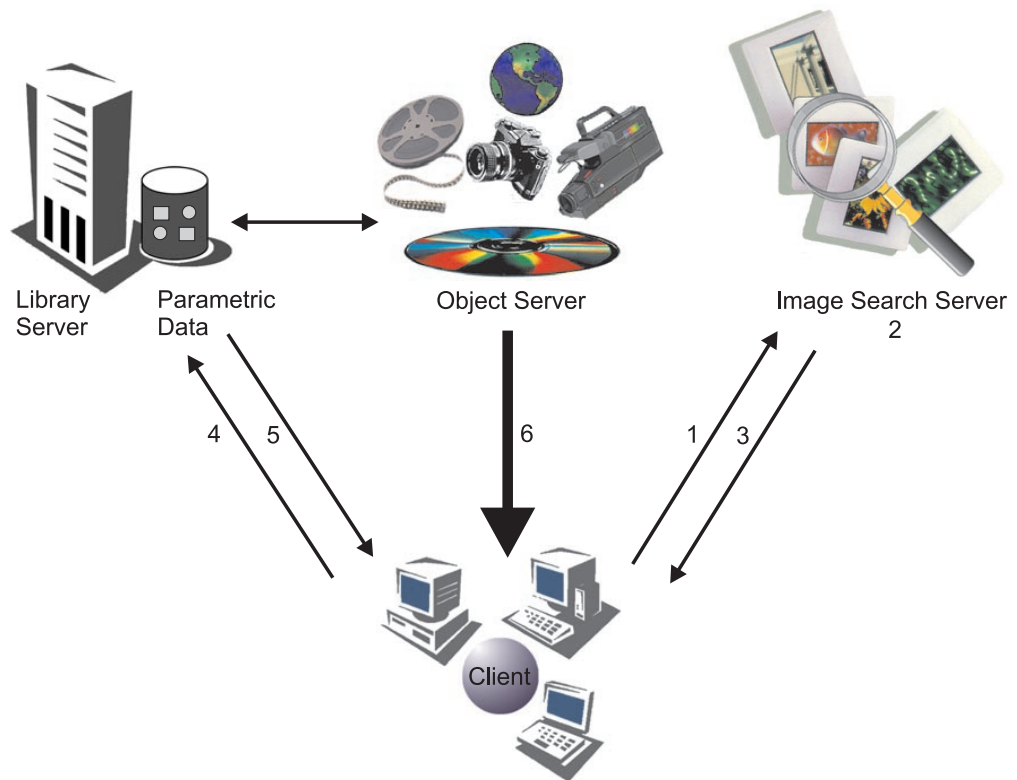 Library
Server
Parametric
Data
Object Server
Image Search Server
2
4
5
6
1
3
Client